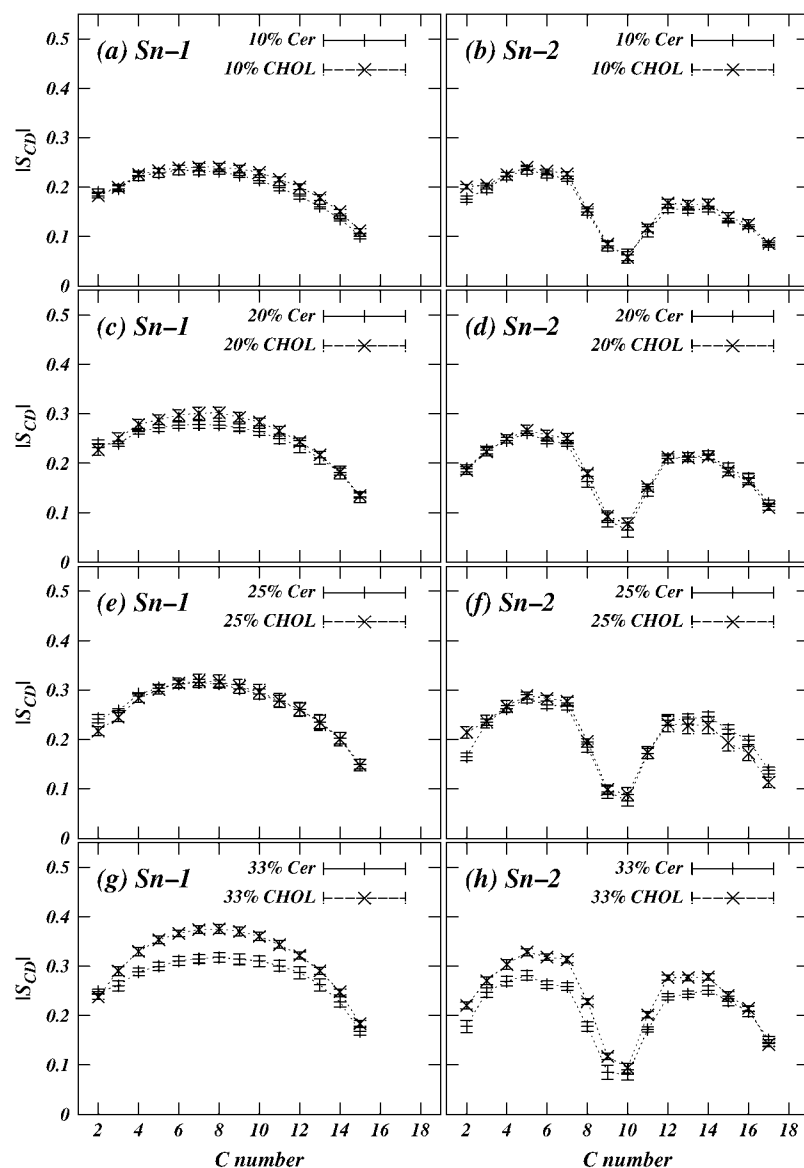 (a) Sn−1
10% Cer
10% CHOL
|S_CD|
0.5
0.4
0.3
0.2
0.1
0
(b) Sn−2
10% Cer
10% CHOL
(c) Sn−1
20% Cer
20% CHOL
|S_CD|
0.5
0.4
0.3
0.2
0.1
0
(d) Sn−2
20% Cer
20% CHOL
(e) Sn−1
25% Cer
25% CHOL
|S_CD|
0.5
0.4
0.3
0.2
0.1
0
(f) Sn−2
25% Cer
25% CHOL
(g) Sn−1
33% Cer
33% CHOL
|S_CD|
0.5
0.4
0.3
0.2
0.1
0
(h) Sn−2
33% Cer
33% CHOL
2 4 6 8 10 12 14 16 18
2 4 6 8 10 12 14 16 18
C number
C number